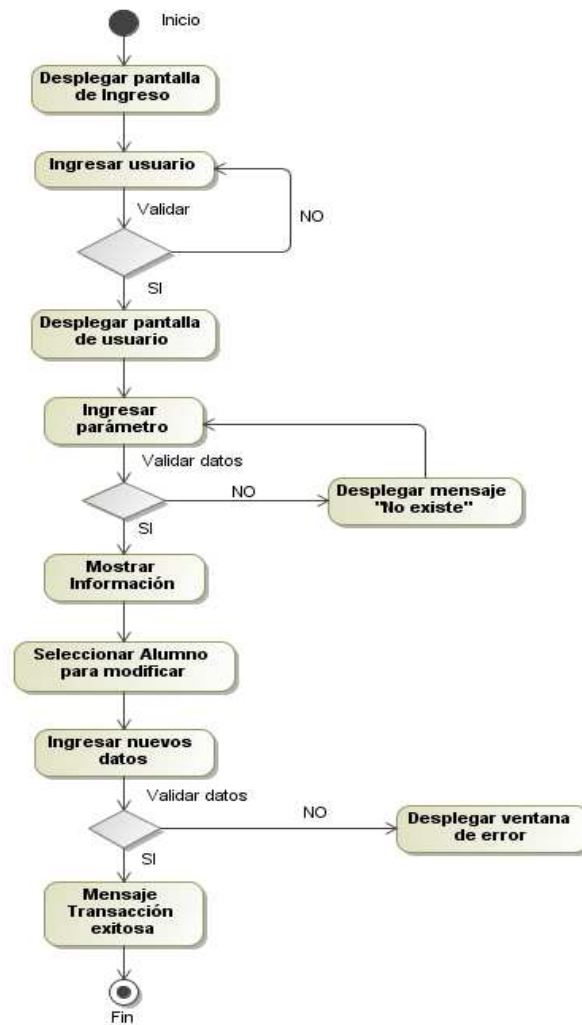 Inicio
Desplegar pantalla
de Ingreso
Ingresar usuario
Validar
NO
SI
Desplegar pantalla
de usuario
Ingresar
parámetro
Validar datos
NO
Desplegar mensaje
"No existe"
SI
Mostrar
Información
Seleccionar Alumno
para modificar
Ingresar nuevos
datos
Validar datos
NO
Desplegar ventana
de error
SI
Mensaje
Transacción
exitosa
Fin